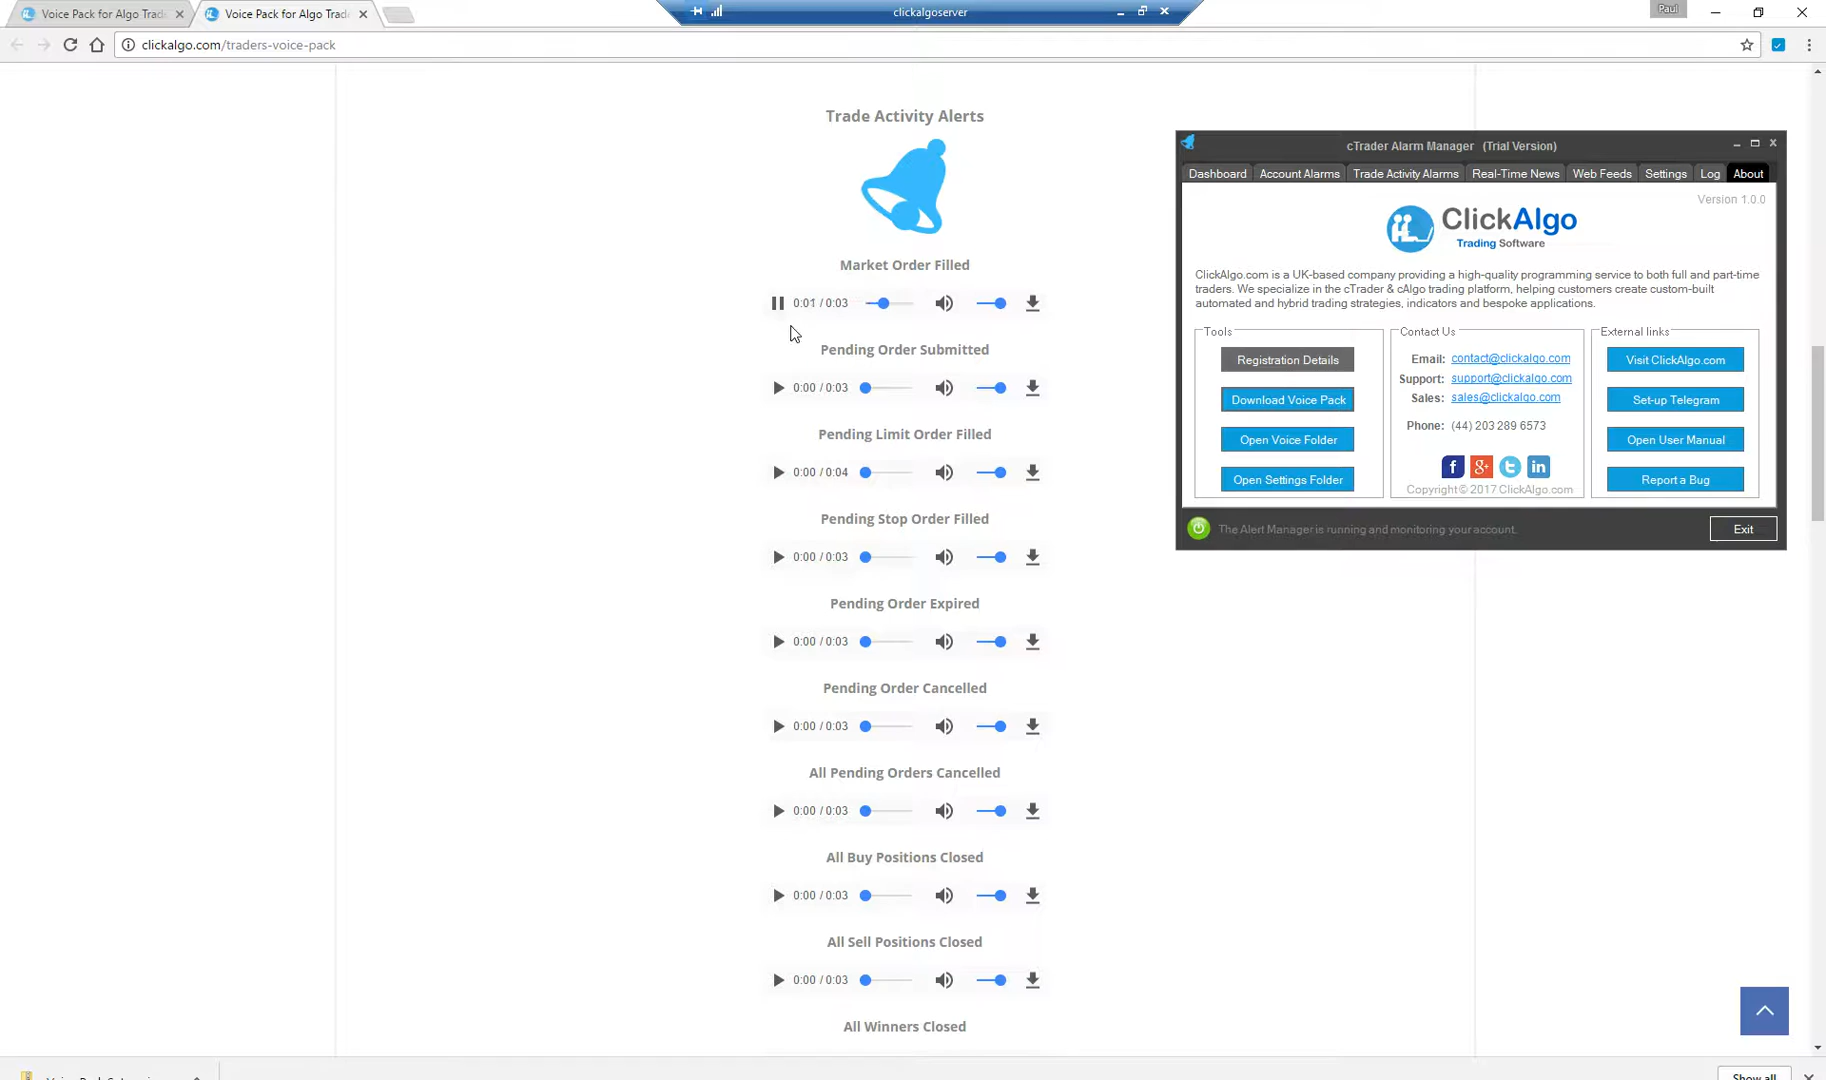 Voice Pack for Algo Trad
Voice Pack for Algo Trad
clickalgoserver
Paul
clickalgo.com/traders-voice-pack
Trade Activity Alerts
Market Order Filled
0:01 / 0:03
Pending Order Submitted
0:00 / 0:03
Pending Limit Order Filled
0:00 / 0:04
Pending Stop Order Filled
0:00 / 0:03
Pending Order Expired
0:00 / 0:03
Pending Order Cancelled
0:00 / 0:03
All Pending Orders Cancelled
0:00 / 0:03
All Buy Positions Closed
0:00 / 0:03
All Sell Positions Closed
0:00 / 0:03
All Winners Closed
cTrader Alarm Manager (Trial Version)
Dashboard Account Alarms Trade Activity Alarms Real-Time News Web Feeds Settings Log About
Version 1.0.0
ClickAlgo
Trading Software
ClickAlgo.com is a UK-based company providing a high-quality programming service to both full and part-time
traders. We specialize in the cTrader & cAlgo trading platform, helping customers create custom-built
automated and hybrid trading strategies, indicators and bespoke applications.
Tools
Registration Details
Download Voice Pack
Open Voice Folder
Open Settings Folder
Contact Us
Email: contact@clickalgo.com
Support: support@clickalgo.com
Sales: sales@clickalgo.com
Phone: (44) 203 289 6573
Copyright© 2017 ClickAlgo.com
External links
Visit ClickAlgo.com
Set-up Telegram
Open User Manual
Report a Bug
The Alert Manager is running and monitoring your account.
Exit
Show all